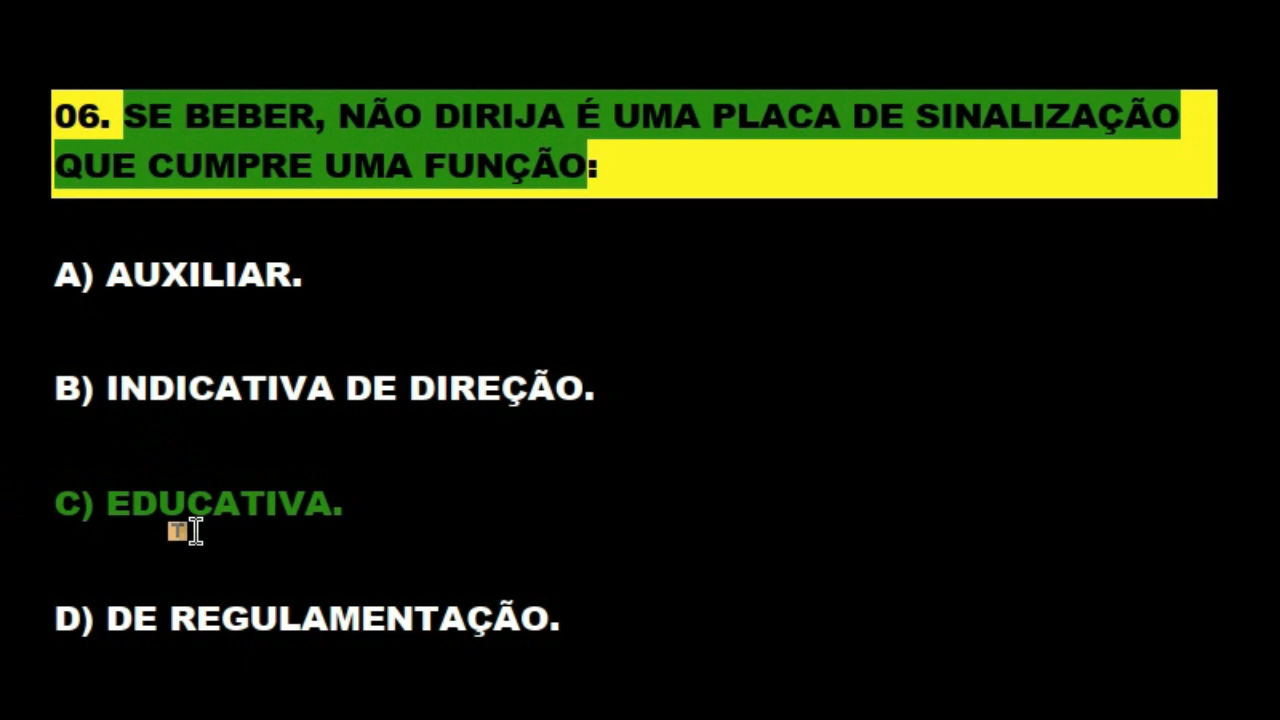 06. SE BEBER, NÃO DIRIJA É UMA PLACA DE SINALIZAÇÃO
QUE CUMPRE UMA FUNÇÃO:
A) AUXILIAR.
B) INDICATIVA DE DIREÇÃO.
C) EDUCATIVA.
T
D) DE REGULAMENTAÇÃO.